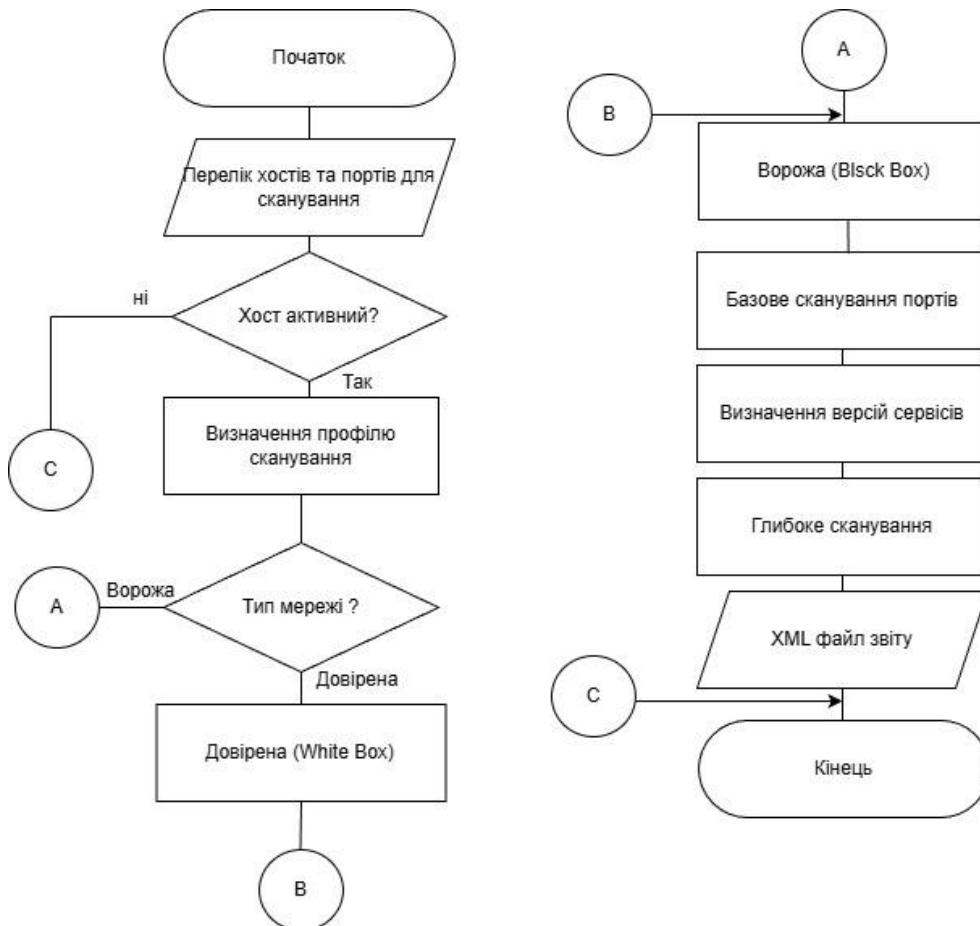 Початок
Перелік хостів та портів для
сканування
ні
Хост активний?
Так
C
Визначення профілю
сканування
A
Ворожа
Тип мережі ?
Довірена
Довірена (White Box)
B
A
B
Ворожа (Blsck Box)
Базове сканування портів
Визначення версій сервісів
Глибоке сканування
XML файл звіту
C
Кінець